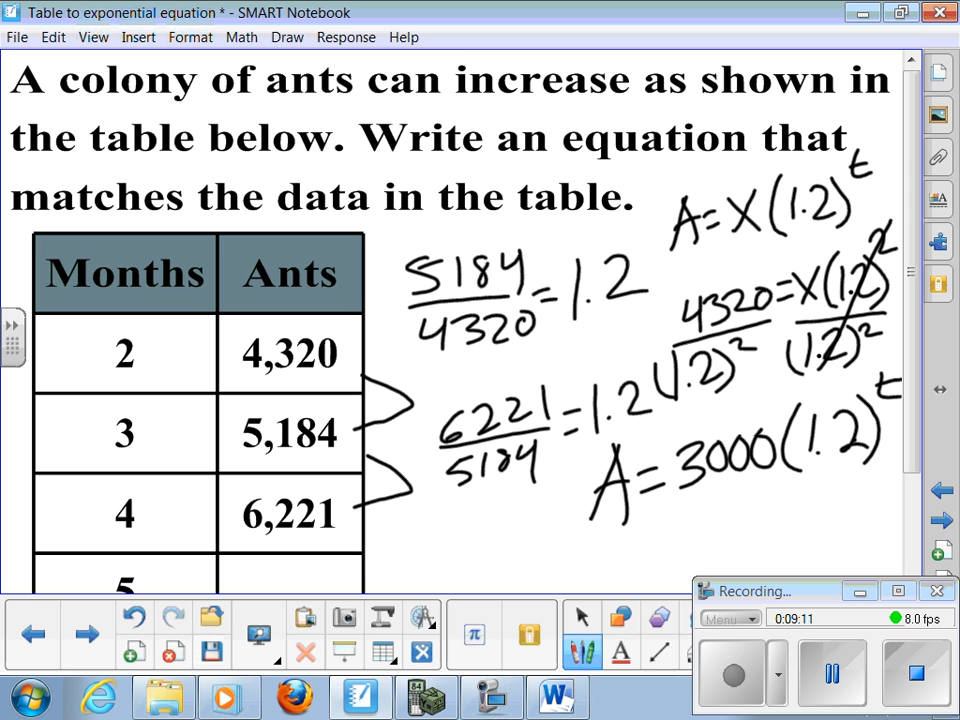 Table to exponential equation * - SMART Notebook
File Edit View Insert Format Math Draw Response Help
A colony of ants can increase as shown in
the table below. Write an equation that
matches the data in the table.
A=X(1.2)^t
Months Ants
5184/4320=1.2
4320/(1.2)^2=X(1.2)^2/(1.2)^2
2 4,320
3 5,184
6221/5184=1.2
A=3000(1.2)^t
4 6,221
5
Recording...
Menu 0:09:11 8.0 fps
π
A
84
W